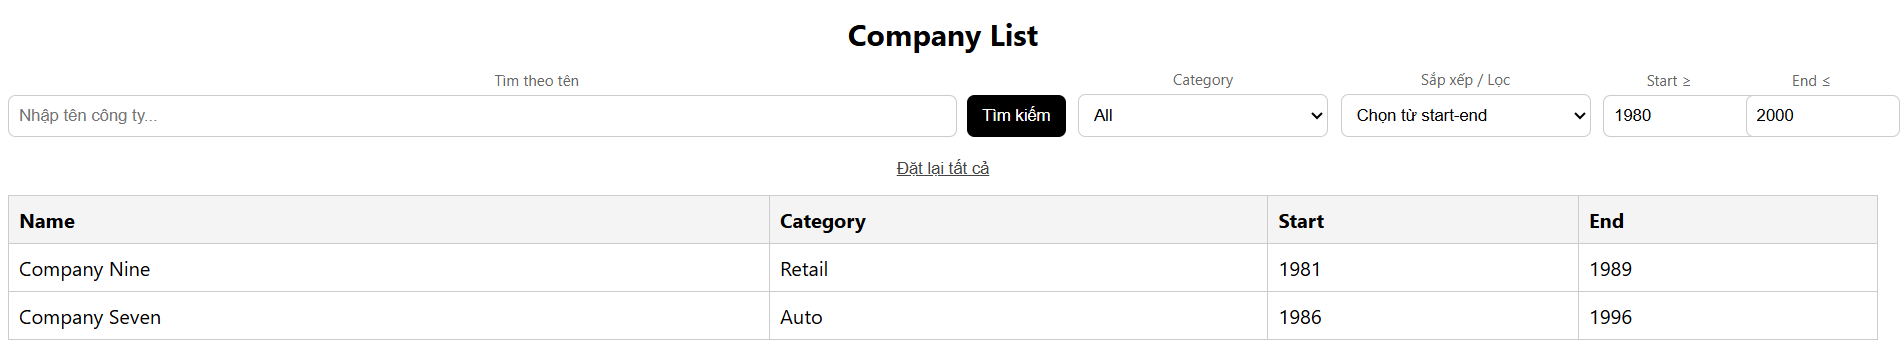 Company List
Tìm theo tên
Category
Sắp xếp / Lọc
Start ≥
End ≤
Nhập tên công ty...
Tìm kiếm
All
Chọn từ start-end
1980
2000
Đặt lại tất cả
Name Category Start End
Company Nine Retail 1981 1989
Company Seven Auto 1986 1996